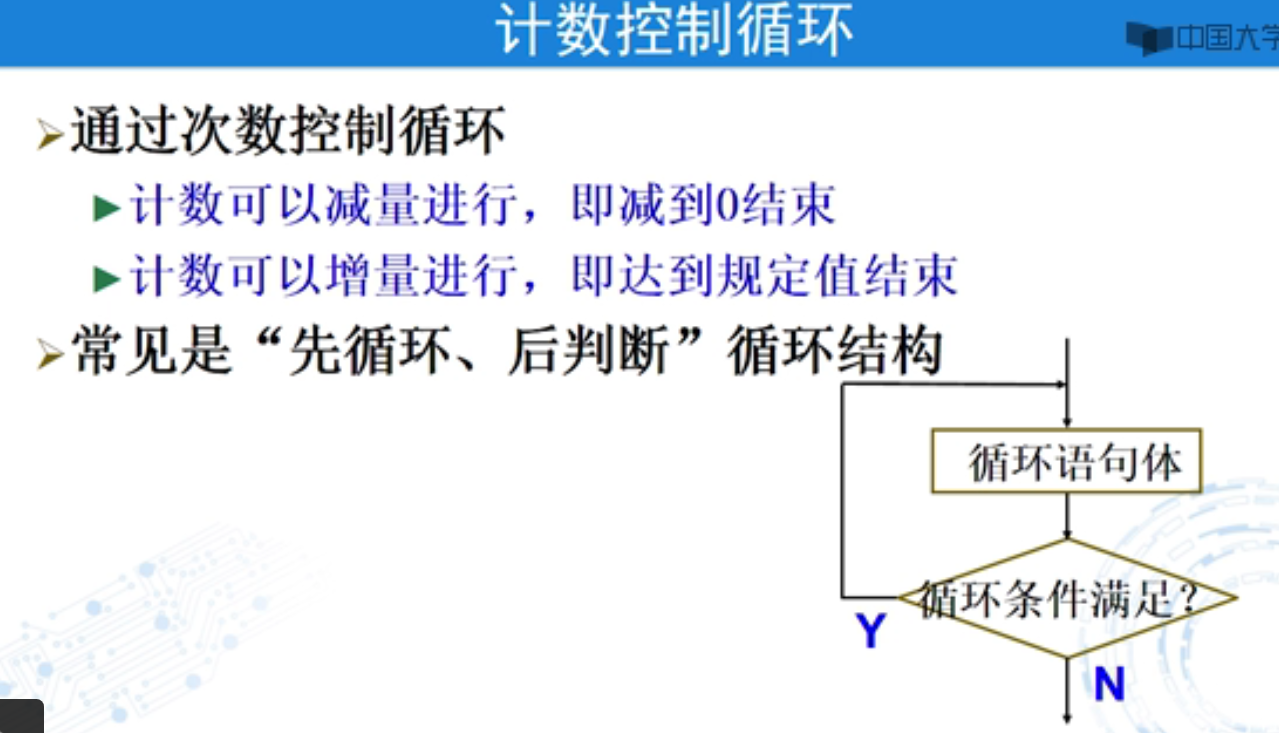 计数控制循环
中国大学
通过次数控制循环
计数可以减量进行，即减到0结束
计数可以增量进行，即达到规定值结束
常见是“先循环、后判断”循环结构
循环语句体
循环条件满足？
Y
N